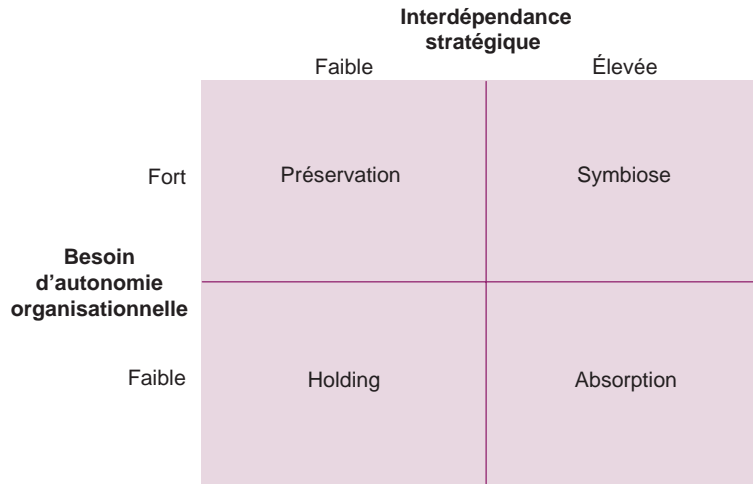 Interdépendance
stratégique
Faible
Élevée
Fort
Préservation
Symbiose
Besoin
d'autonomie
organisationnelle
Faible
Holding
Absorption